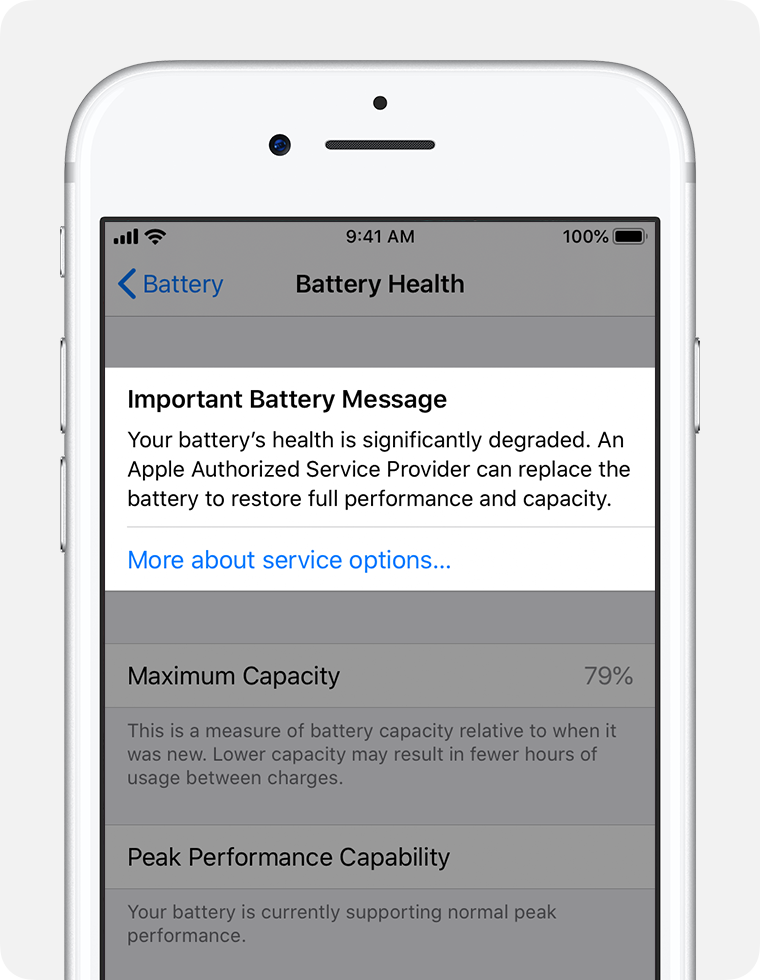 9:41 AM 100%
Battery Battery Health
Important Battery Message
Your battery’s health is significantly degraded. An
Apple Authorized Service Provider can replace the
battery to restore full performance and capacity.
More about service options...
Maximum Capacity 79%
This is a measure of battery capacity relative to when it
was new. Lower capacity may result in fewer hours of
usage between charges.
Peak Performance Capability
Your battery is currently supporting normal peak
performance.